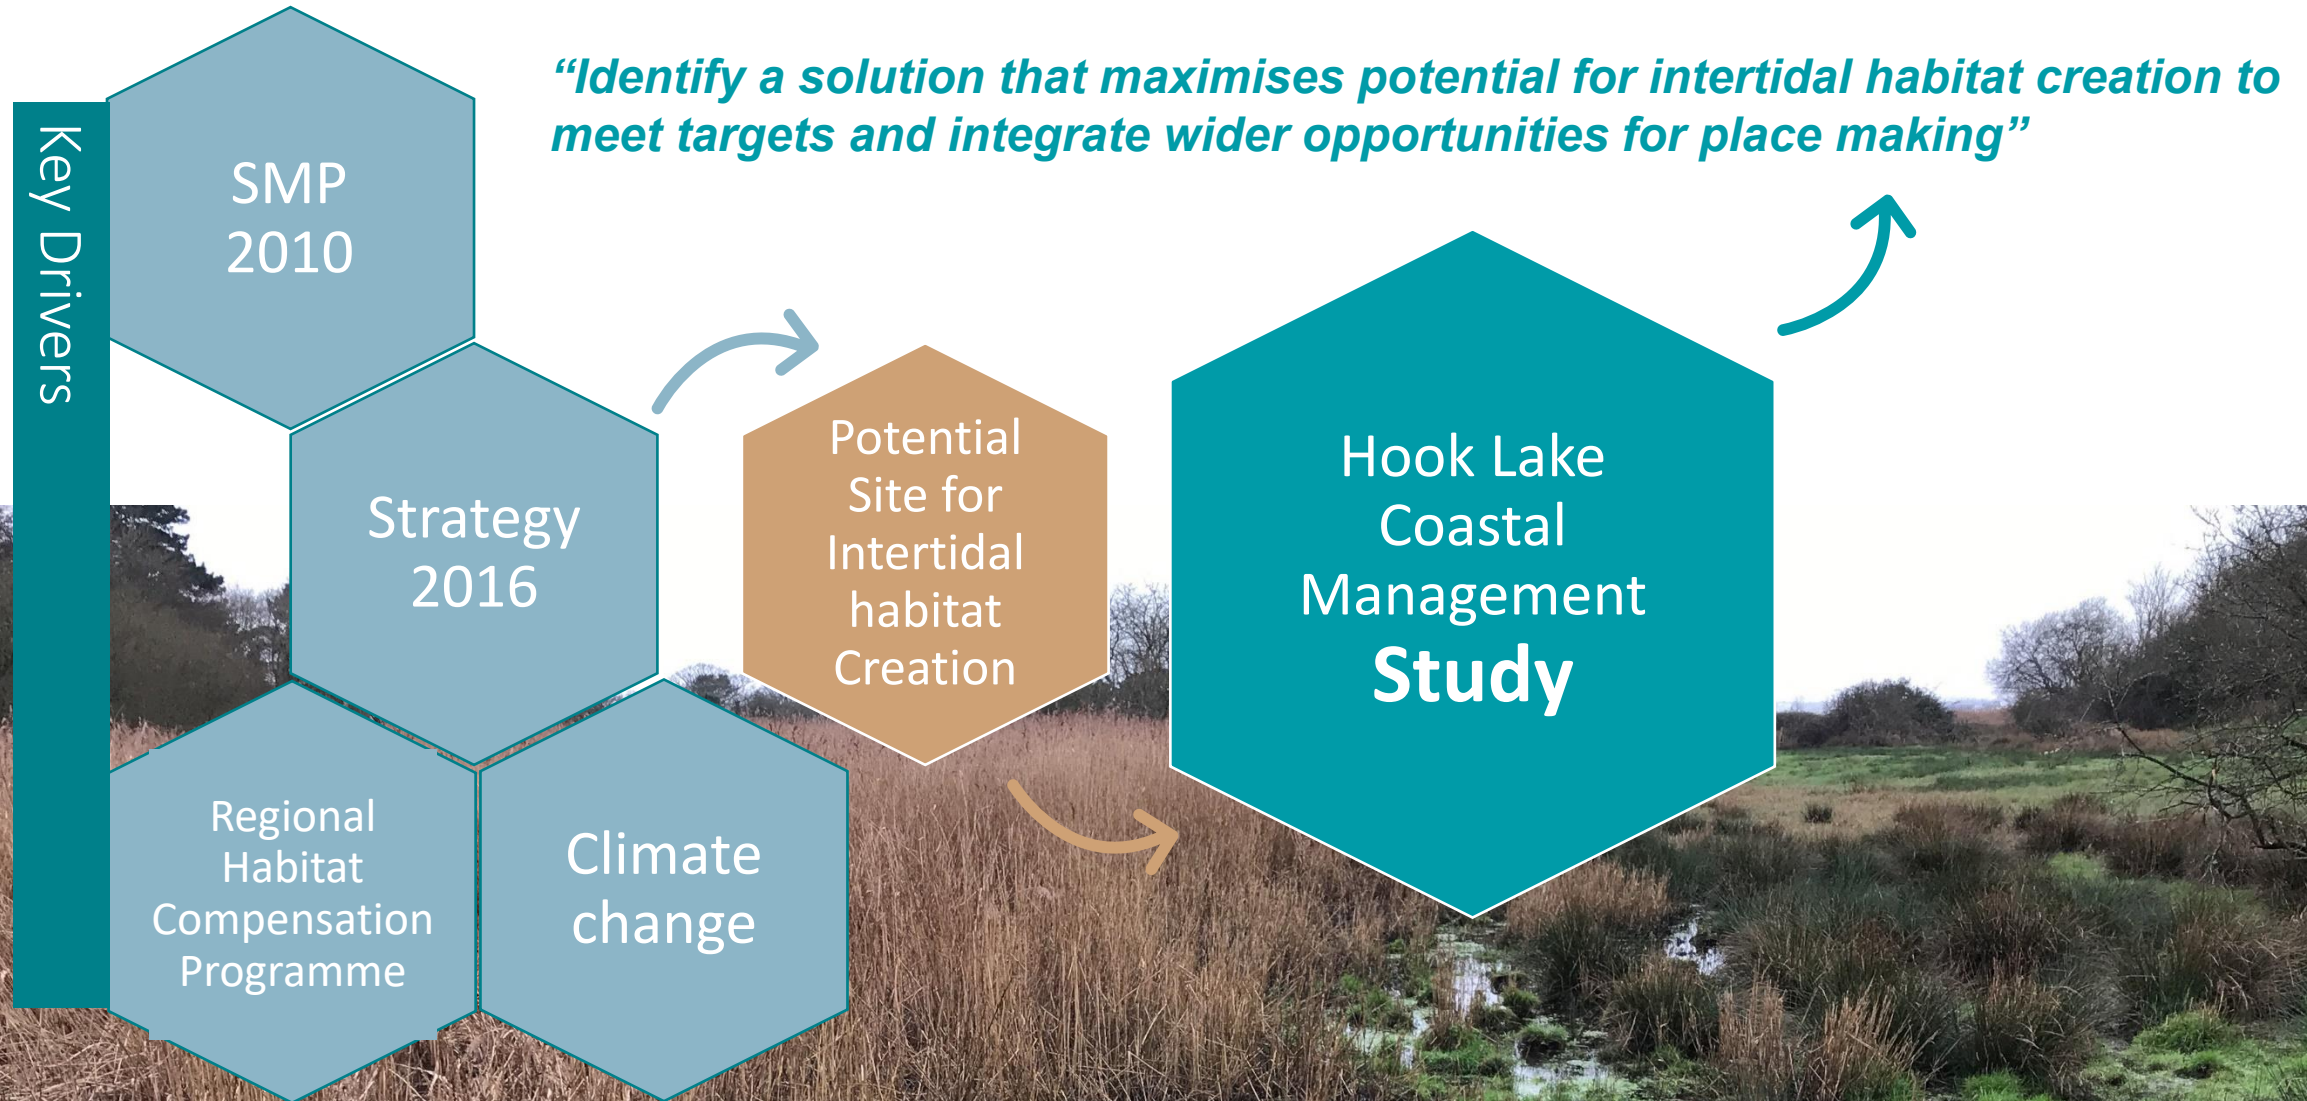 “Identify a solution that maximises potential for intertidal habitat creation to
meet targets and integrate wider opportunities for place making”
Key Drivers
SMP
2010
Strategy
2016
Regional
Habitat
Compensation
Programme
Climate
change
Potential
Site for
Intertidal
habitat
Creation
Hook Lake
Coastal
Management
Study